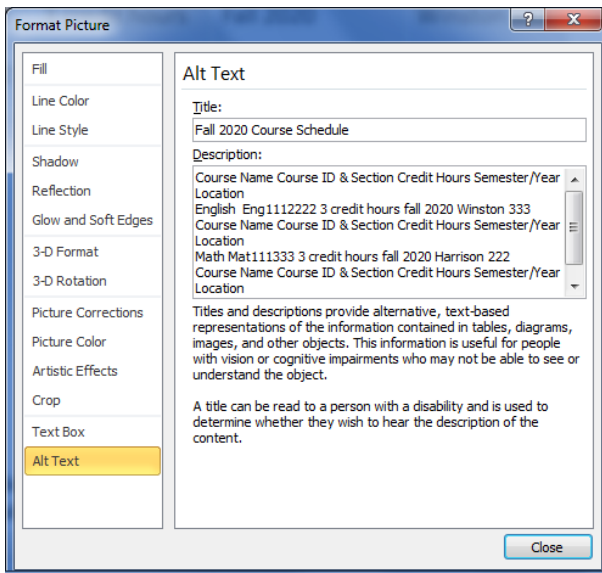 Format Picture
?
X
Fill
Line Color
Line Style
Shadow
Reflection
Glow and Soft Edges
3-D Format
3-D Rotation
Picture Corrections
Picture Color
Artistic Effects
Crop
Text Box
Alt Text
Alt Text
Title:
Fall 2020 Course Schedule
Description:
Course Name Course ID & Section Credit Hours Semester/Year
Location
English Eng1112222 3 credit hours fall 2020 Winston 333
Course Name Course ID & Section Credit Hours Semester/Year
Location
Math Mat111333 3 credit hours fall 2020 Harrison 222
Course Name Course ID & Section Credit Hours Semester/Year
Location
Titles and descriptions provide alternative, text-based
representations of the information contained in tables, diagrams,
images, and other objects. This information is useful for people
with vision or cognitive impairments who may not be able to see or
understand the object.
A title can be read to a person with a disability and is used to
determine whether they wish to hear the description of the
content.
Close